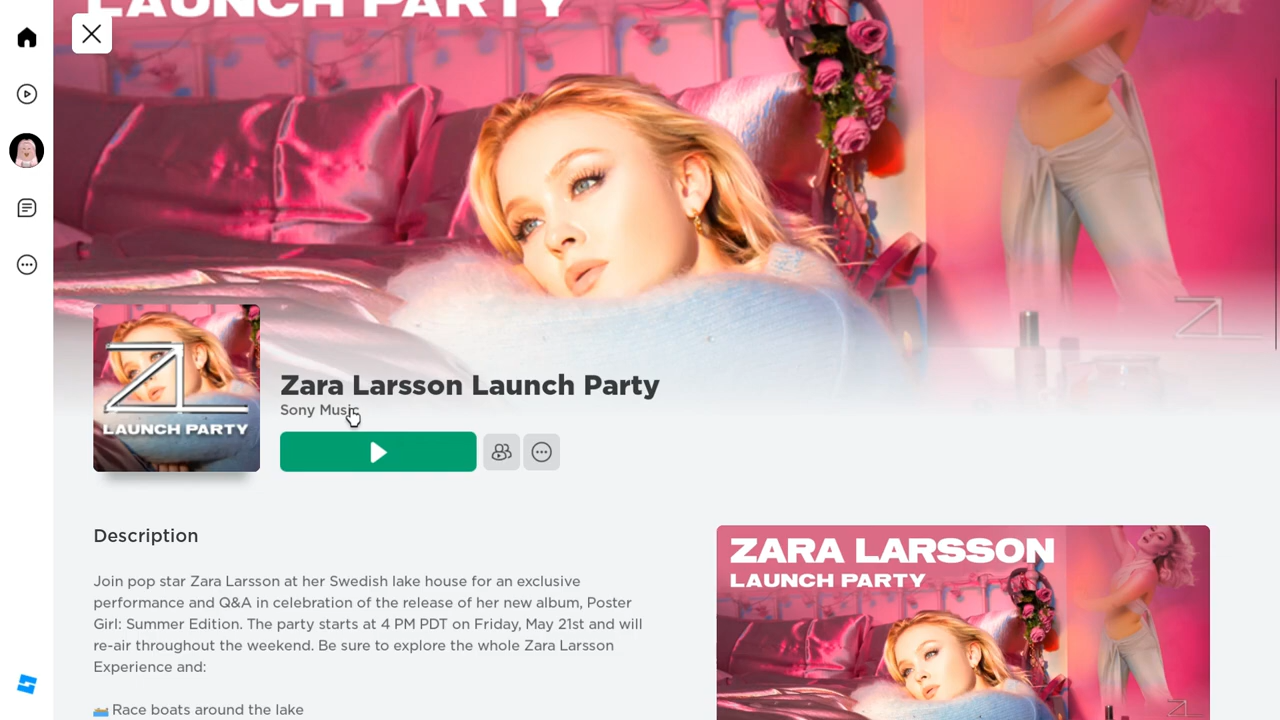 LAUNCH PARTY
ZL
ZL
LAUNCH PARTY
Zara Larsson Launch Party
Sony Music
Description
Join pop star Zara Larsson at her Swedish lake house for an exclusive
performance and Q&A in celebration of the release of her new album, Poster
Girl: Summer Edition. The party starts at 4 PM PDT on Friday, May 21st and will
re-air throughout the weekend. Be sure to explore the whole Zara Larsson
Experience and:
🚤 Race boats around the lake
ZARA LARSSON
LAUNCH PARTY
ZL